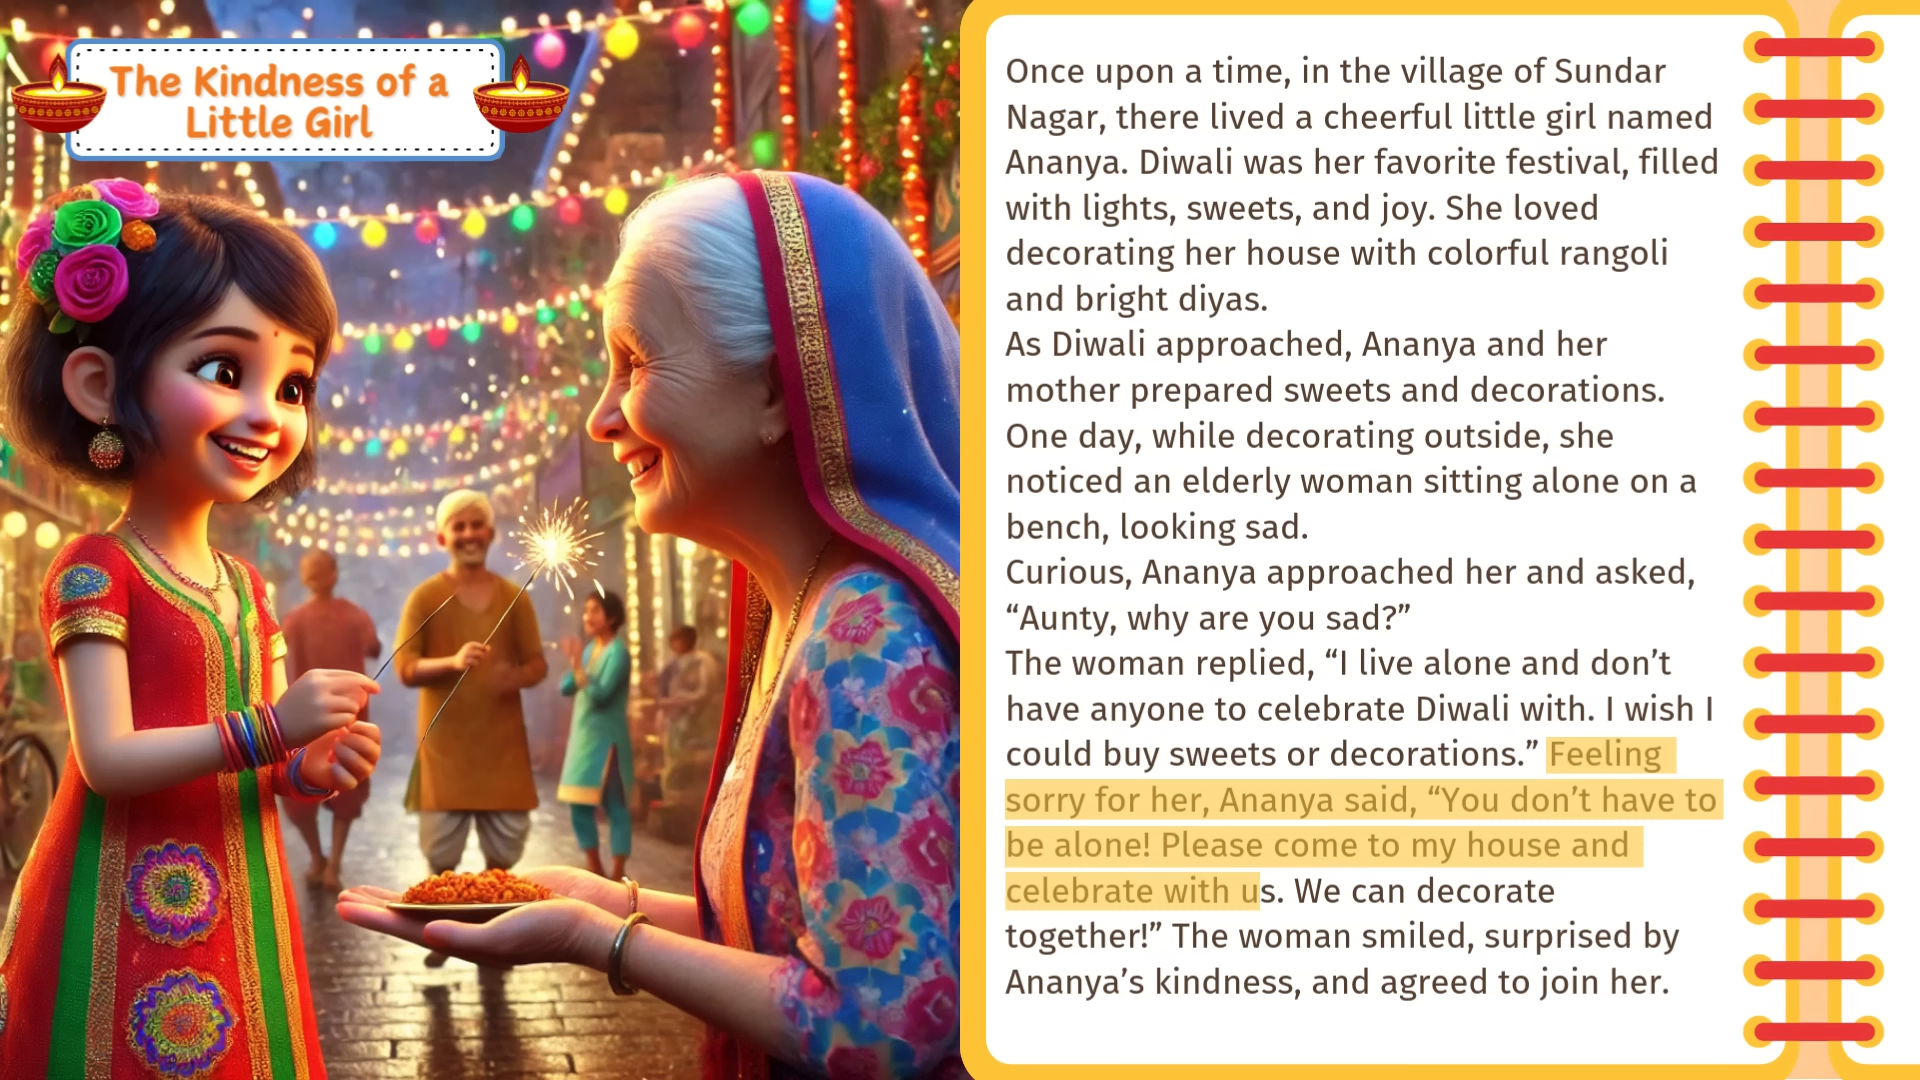 The Kindness of a
Little Girl
Once upon a time, in the village of Sundar
Nagar, there lived a cheerful little girl named
Ananya. Diwali was her favorite festival, filled
with lights, sweets, and joy. She loved
decorating her house with colorful rangoli
and bright diyas.
As Diwali approached, Ananya and her
mother prepared sweets and decorations.
One day, while decorating outside, she
noticed an elderly woman sitting alone on a
bench, looking sad.
Curious, Ananya approached her and asked,
“Aunty, why are you sad?”
The woman replied, “I live alone and don’t
have anyone to celebrate Diwali with. I wish I
could buy sweets or decorations.” Feeling
sorry for her, Ananya said, “You don’t have to
be alone! Please come to my house and
celebrate with us. We can decorate
together!” The woman smiled, surprised by
Ananya’s kindness, and agreed to join her.